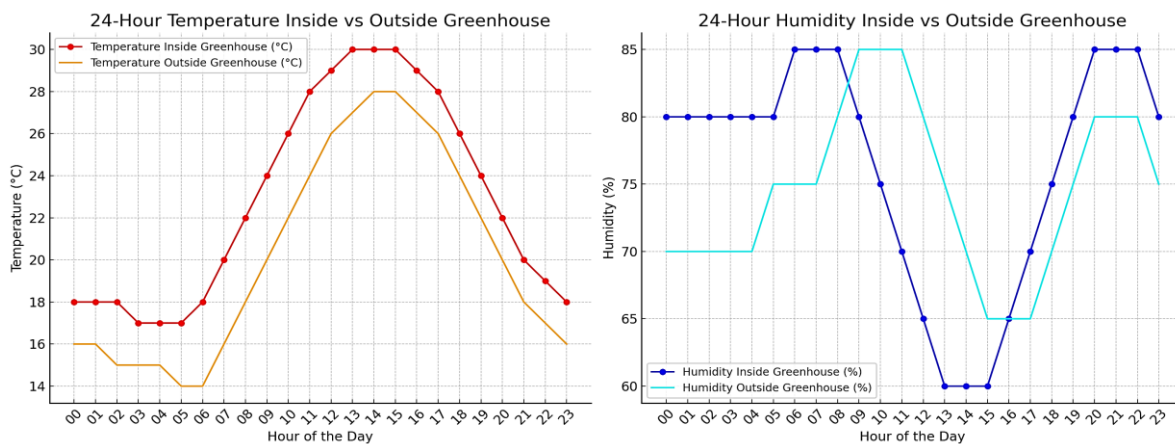 24-Hour Temperature Inside vs Outside Greenhouse
Temperature Inside Greenhouse (°C)
Temperature Outside Greenhouse (°C)
Temperature (°C)
30
28
26
24
22
20
18
16
14
00 01 02 03 04 05 06 07 08 09 10 11 12 13 14 15 16 17 18 19 20 21 22 23
Hour of the Day
24-Hour Humidity Inside vs Outside Greenhouse
Humidity (%)
85
80
75
70
65
60
Humidity Inside Greenhouse (%)
Humidity Outside Greenhouse (%)
00 01 02 03 04 05 06 07 08 09 10 11 12 13 14 15 16 17 18 19 20 21 22 23
Hour of the Day